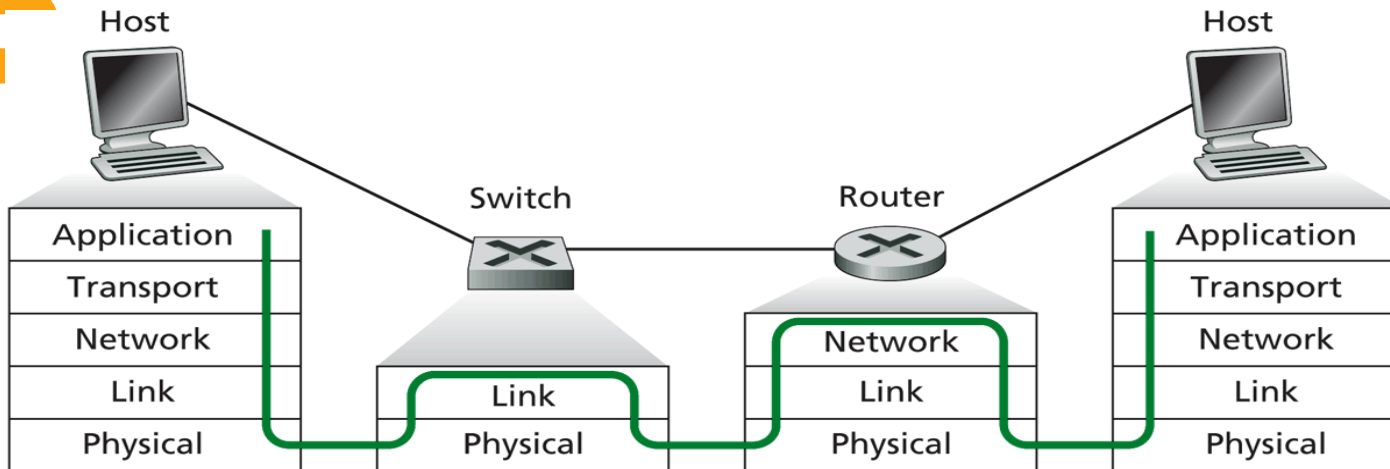 Host
Host
Switch
Router
Application
Transport
Network
Link
Physical
Link
Physical
Network
Link
Physical
Application
Transport
Network
Link
Physical